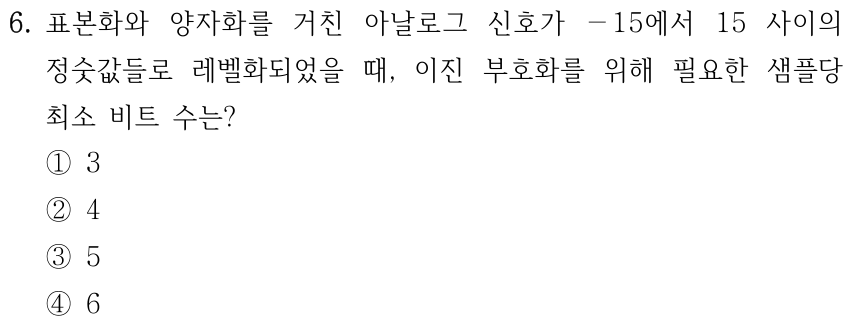 6. 표본화와 양자화를 거친 아날로그 신호가 －15에서 15 사이의
정숫값들로 레벨화되었을 때, 이진 부호화를 위해 필요한 샘플당
최소 비트 수는?
① 3
② 4
③ 5
④ 6